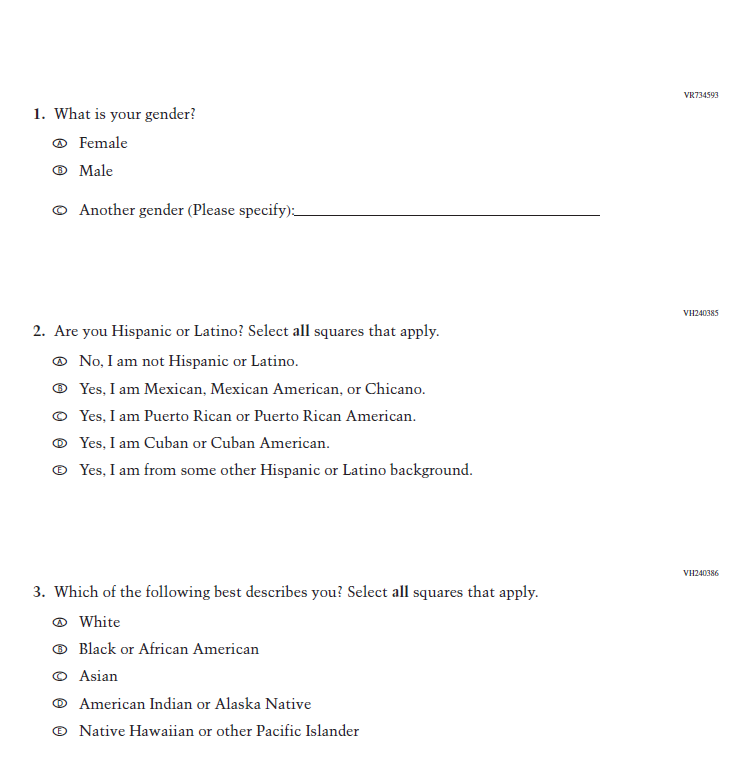 VR734593
1. What is your gender?
A Female
B Male
C Another gender (Please specify):
VH240385
2. Are you Hispanic or Latino? Select all squares that apply.
A No, I am not Hispanic or Latino.
B Yes, I am Mexican, Mexican American, or Chicano.
C Yes, I am Puerto Rican or Puerto Rican American.
D Yes, I am Cuban or Cuban American.
E Yes, I am from some other Hispanic or Latino background.
VH240386
3. Which of the following best describes you? Select all squares that apply.
A White
B Black or African American
C Asian
D American Indian or Alaska Native
E Native Hawaiian or other Pacific Islander